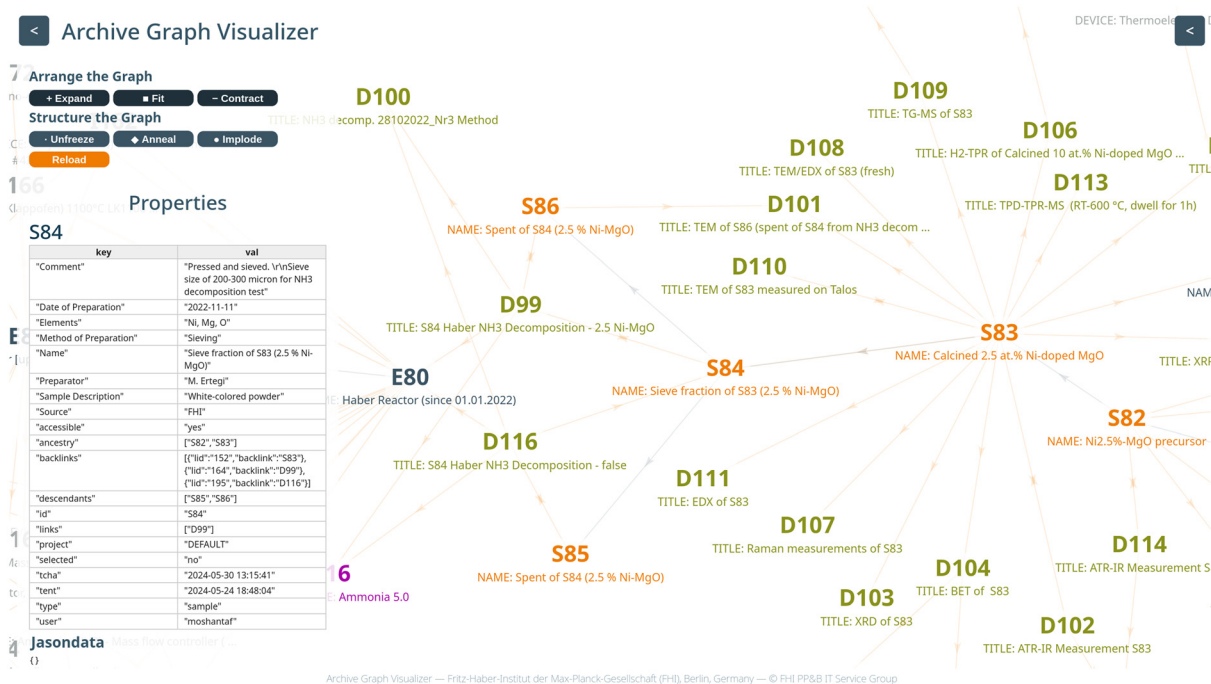 <
Archive Graph Visualizer
DEVICE: Thermoele
<
Arrange the Graph
+ Expand
■ Fit
− Contract
Structure the Graph
· Unfreeze
◆ Anneal
● Implode
Reload
Properties
S84
key val
"Comment" "Pressed and sieved. \r\nSieve
size of 200-300 micron for NH3
decomposition test"
"Date of Preparation" "2022-11-11"
"Elements" "Ni, Mg, O"
"Method of Preparation" "Sieving"
"Name" "Sieve fraction of S83 (2.5 % Ni-
MgO)"
"Preparator" "M. Ertegi"
"Sample Description" "White-colored powder"
"Source" "FHI"
"accessible" "yes"
"ancestry" ["S82","S83"]
"backlinks" [{"lid":"152","backlink":"S83"},
{"lid":"164","backlink":"D99"},
{"lid":"195","backlink":"D116"}]
"descendants" ["S85","S86"]
"id" "S84"
"links" ["D99"]
"project" "DEFAULT"
"selected" "no"
"tcha" "2024-05-30 13:15:41"
"tent" "2024-05-24 18:48:04"
"type" "sample"
"user" "moshantaf"
Jasondata
{}
D100
TITLE: NH3 decomp. 28102022_Nr3 Method
D109
TITLE: TG-MS of S83
D106
TITLE: H2-TPR of Calcined 10 at.% Ni-doped MgO ...
D108
TITLE: TEM/EDX of S83 (fresh)
TITL
D113
TITLE: TPD-TPR-MS (RT-600 °C, dwell for 1h)
S86
NAME: Spent of S84 (2.5 % Ni-MgO)
D101
TITLE: TEM of S86 (spent of S84 from NH3 decom ...
D110
TITLE: TEM of S83 measured on Talos
NAM
D99
TITLE: S84 Haber NH3 Decomposition - 2.5 Ni-MgO
S83
NAME: Calcined 2.5 at.% Ni-doped MgO
TITLE: XRF
E80
Haber Reactor (since 01.01.2022)
S84
NAME: Sieve fraction of S83 (2.5 % Ni-MgO)
S82
NAME: Ni2.5%-MgO precursor
D116
TITLE: S84 Haber NH3 Decomposition - false
D111
TITLE: EDX of S83
D107
TITLE: Raman measurements of S83
D114
TITLE: ATR-IR Measurement S
S85
NAME: Spent of S84 (2.5 % Ni-MgO)
16
E: Ammonia 5.0
D104
TITLE: BET of S83
D103
TITLE: XRD of S83
D102
TITLE: ATR-IR Measurement S83
166
1100°C
Mass flow controller (...
Archive Graph Visualizer — Fritz-Haber-Institut der Max-Planck-Gesellschaft (FHI), Berlin, Germany — © FHI PP&B IT Service Group